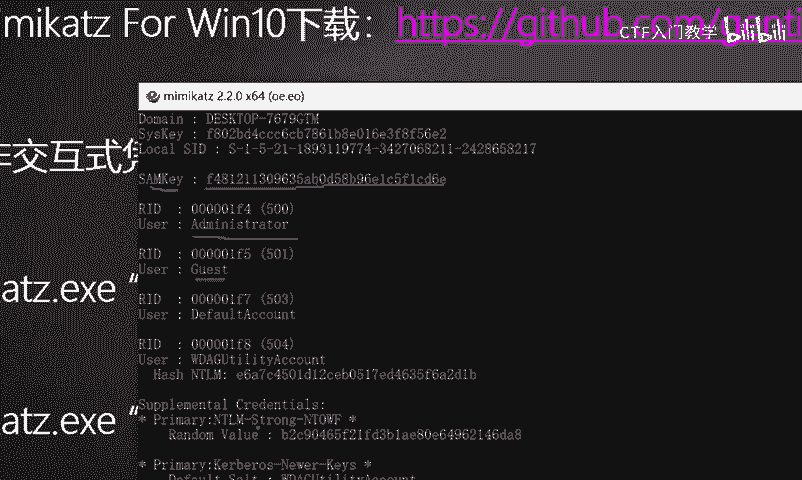 mikatz For Win10下载：https://github.com/genti
CTF入门教学 bilibili
mimikatz 2.2.0 x64 (oe.eo)
Domain : DESKTOP-7679GTM
SysKey : f802bd4ccc6cb7861b8e016e3f8f56e2
Local SID : S-1-5-21-1893119774-3427068211-2428658217
作交互式凭
SAMKey : f481211309635ab0d58b96e1c5f1cd6e
RID : 000001f4 (500)
User : Administrator
RID : 000001f5 (501)
User : Guest
atz.exe “
RID : 000001f7 (503)
User : DefaultAccount
RID : 000001f8 (504)
User : WDAGUtilityAccount
Hash NTLM: e6a7c4501d12ceb0517ed4635f6a2d1b
Supplemental Credentials:
atz.exe “
* Primary:NTLM-Strong-NTOWF *
Random Value : b2c90465f21fd3b1ae80e64962146da8
* Primary:Kerberos-Newer-Keys *
Default Salt : WDAGUtilityAccount